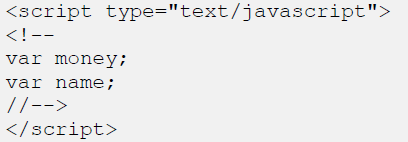 <script type="text/javascript">
<!--
var money;
var name;
//-->
</script>